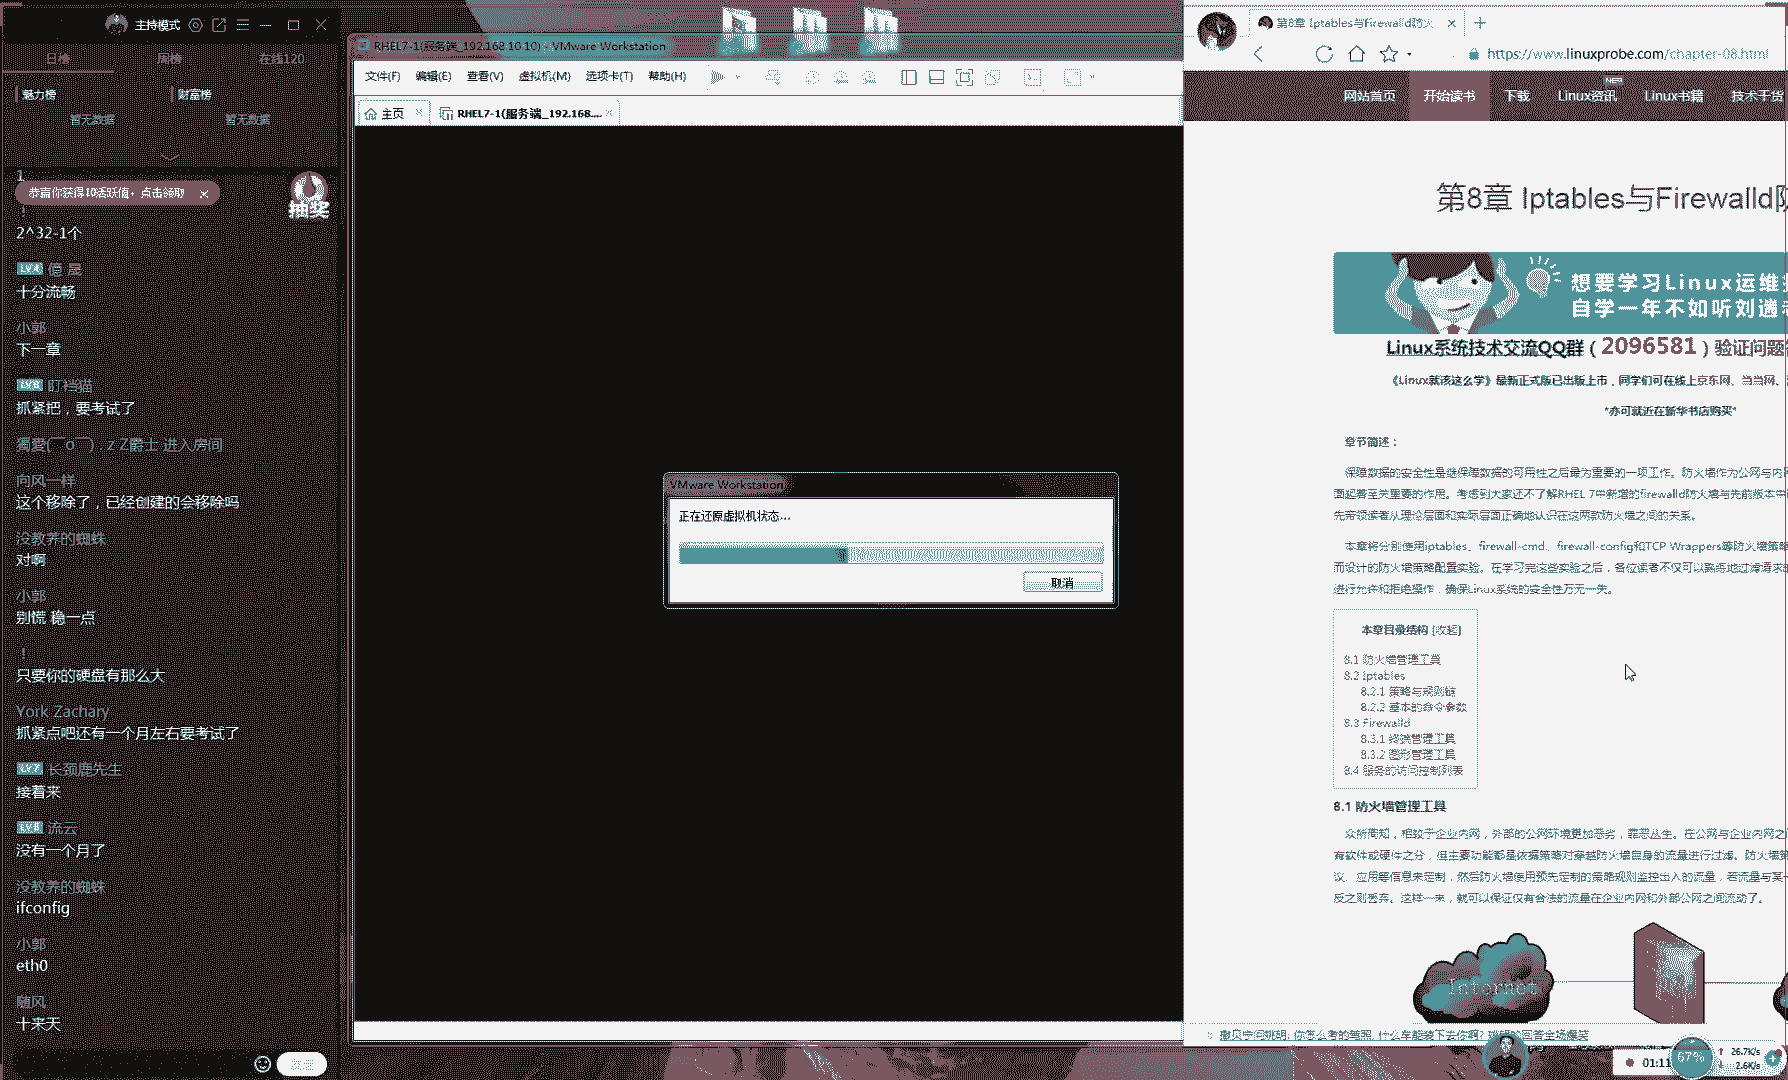 主持模式
日榜
周榜
在线120
魅力榜
财富榜
暂无数据
暂无数据
1
恭喜你获得10活跃值，点击领取
抽奖
!
2^32-1个
十分流畅
小郭
下一章
盯裆猫
抓紧把，要考试了
进入房间
向风一样
这个移除了，已经创建的会移除吗
没教养的蜘蛛
对啊
小郭
别慌 稳一点
!
只要你的硬盘有那么大
York Zachary
抓紧点吧还有一个月左右要考试了
LV.7 长颈鹿先生
接着来
流云
没有一个月了
没教养的蜘蛛
ifconfig
小郭
eth0
随风
十来天
RHEL7-1(服务端_192.168.10.10) - VMware Workstation
文件(F) 编辑(E) 查看(V) 虚拟机(M) 选项卡(T) 帮助(H)
主页
RHEL7-1(服务端_192.168....
VMware Workstation
正在还原虚拟机状态...
取消
第8章 Iptables与Firewalld防火
https://www.linuxprobe.com/chapter-08.html
网站首页 开始读书 下载 Linux资讯 Linux书籍 技术干货
第8章 Iptables与Firewalld防
想要学习Linux运维
自学一年不如听刘遄
Linux系统技术交流QQ群（2096581）验证问题
《Linux就该这么学》最新正式版已出版上市，同学们可在线上京东网、当当网、
*亦可就近在新华书店购买*
章节简述：
保障数据的安全性是继保障数据的可用性之后最为重要的一项工作。防火墙作为公网与内网
面起着至关重要的作用。考虑到大家还不了解RHEL 7中新增的firewalld防火墙与先前版本中
先带领读者从理论层面和实际层面正确地认识在这两款防火墙之间的关系。
本章将分别使用iptables、firewall-cmd、firewall-config和TCP Wrappers等防火墙策略
而设计的防火墙策略配置实验。在学习完这些实验之后，各位读者不仅可以熟练地过滤请求的
进行允许和拒绝操作，确保Linux系统的安全性万无一失。
本章目录结构 [收起]
8.1 防火墙管理工具
8.2 Iptables
8.2.1 策略与规则链
8.2.2 基本的命令参数
8.3 Firewalld
8.3.1 终端管理工具
8.3.2 图形管理工具
8.4 服务的访问控制列表
8.1 防火墙管理工具
众所周知，相较于企业内网，外部的公网环境更加恶劣，罪恶丛生。在公网与企业内网之
有软件或硬件之分，但主要功能都是依据策略对穿越防火墙自身的流量进行过滤。防火墙策
议、应用等信息来定制，然后防火墙使用预先定制的策略规则监控出入的流量，若流量与某一
反之则丢弃。这样一来，就可以保证仅有合法的流量在企业内网和外部公网之间流动了。
Internet
67%
26.7K/s
2.6K/s
01:11